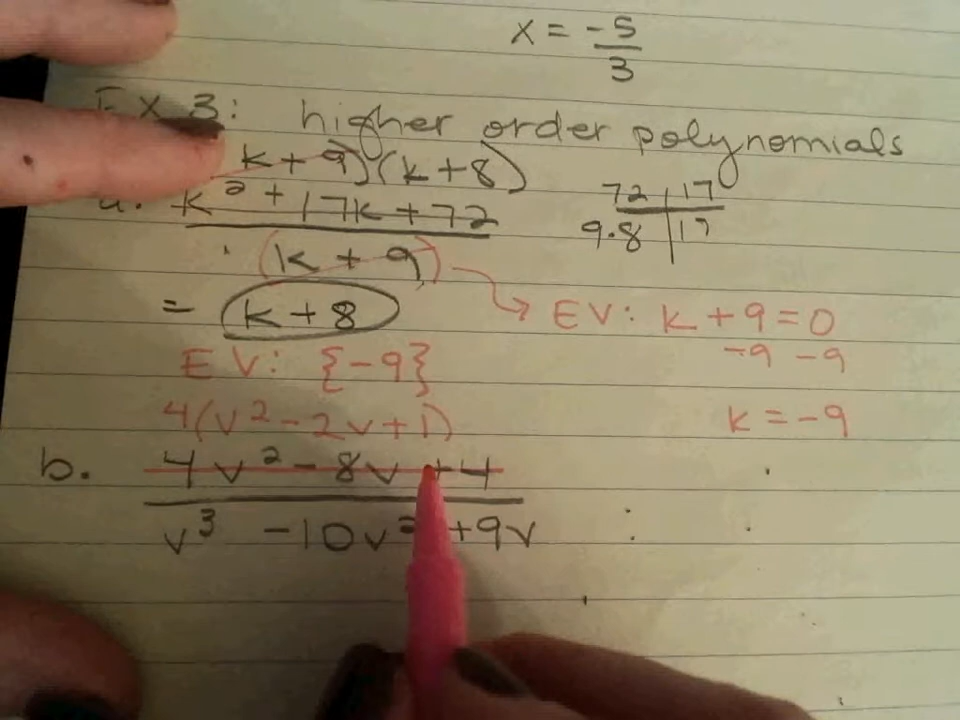 x = -5/3
Ex 3: higher order polynomials
k + 9)(k + 8)
72 | 17
a. k² + 17k + 72
9·8 | 17
(k + 9)
= k + 8
EV: k + 9 = 0
-9 -9
EV: {-9}
k = -9
4(v² - 2v + 1)
b. 4v² - 8v + 4
v³ - 10v² + 9v